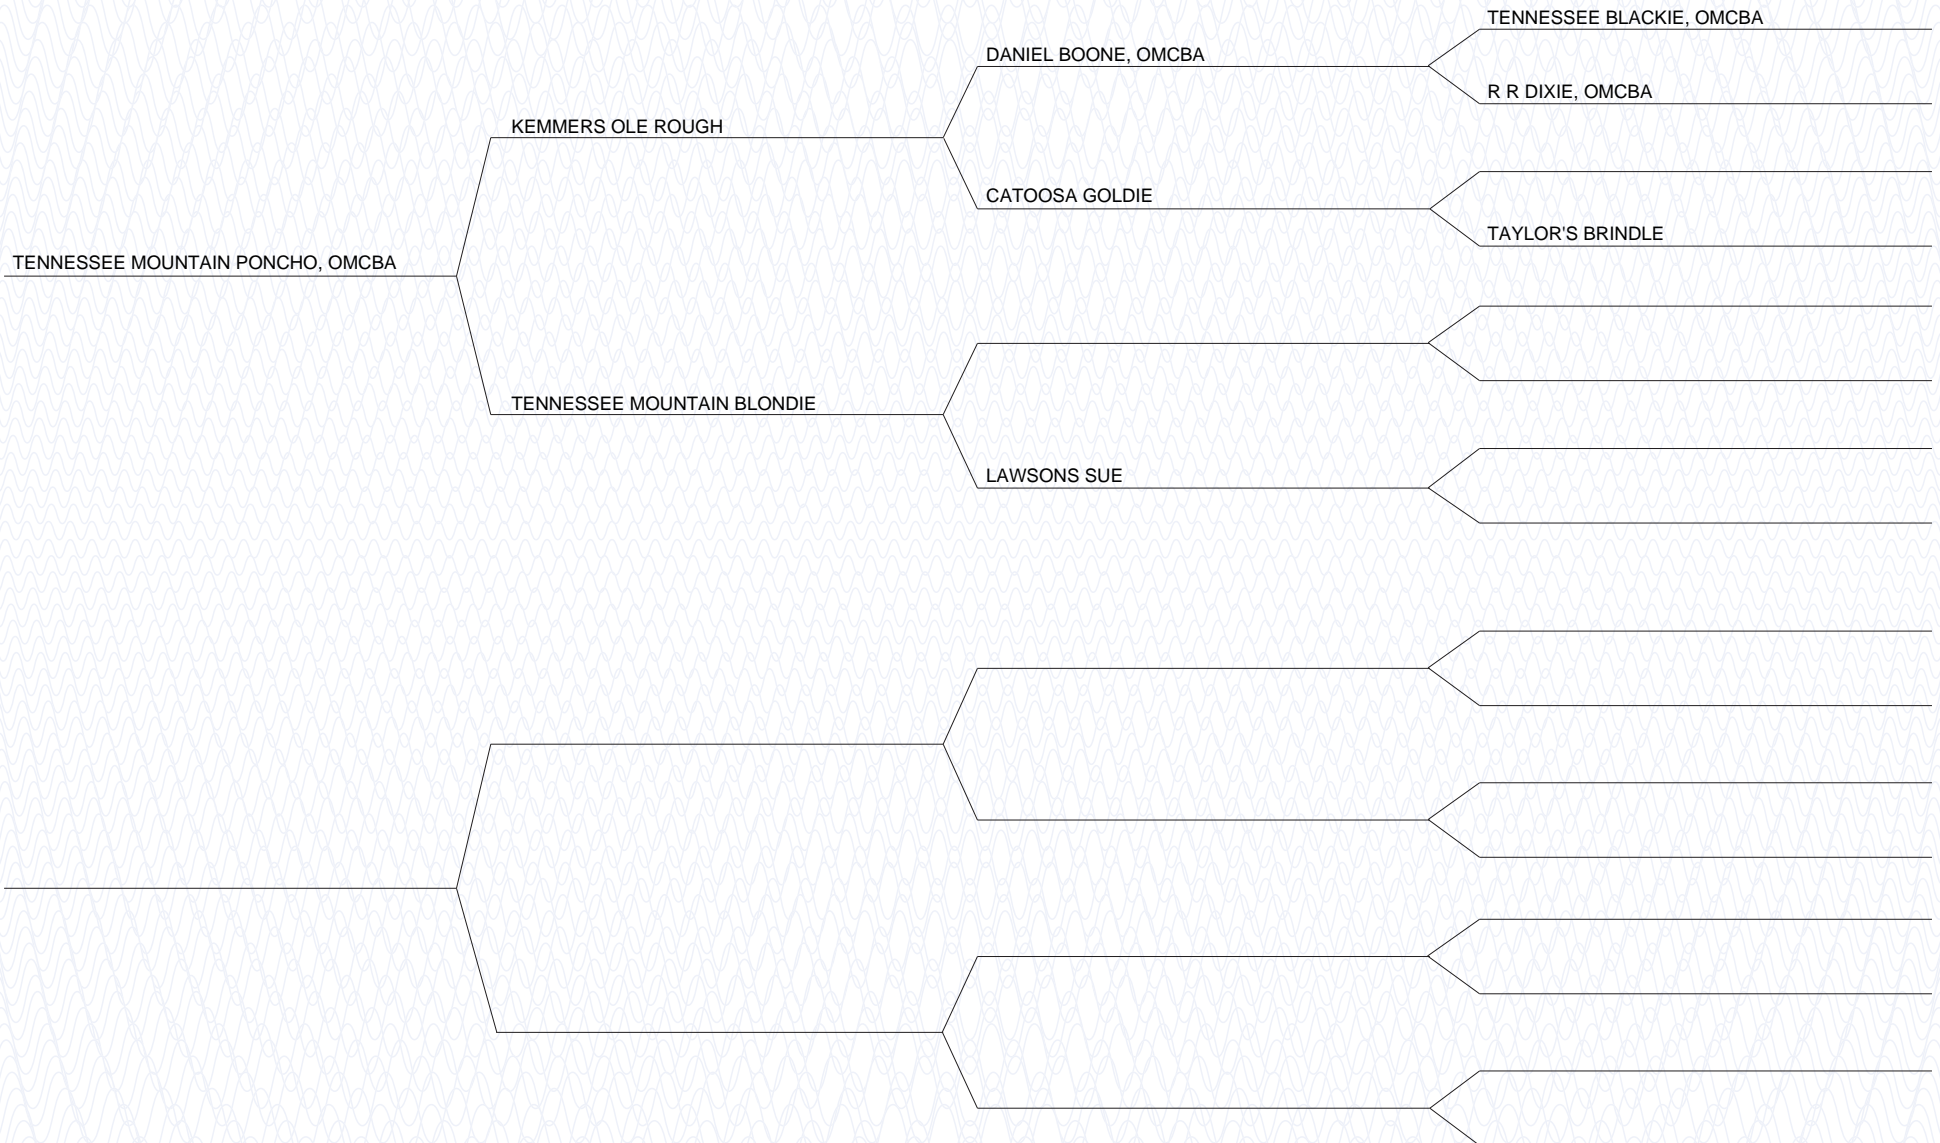 TENNESSEE BLACKIE, OMCBA
DANIEL BOONE, OMCBA
R R DIXIE, OMCBA
KEMMERS OLE ROUGH
CATOOSA GOLDIE
TAYLOR'S BRINDLE
TENNESSEE MOUNTAIN PONCHO, OMCBA
TENNESSEE MOUNTAIN BLONDIE
LAWSONS SUE